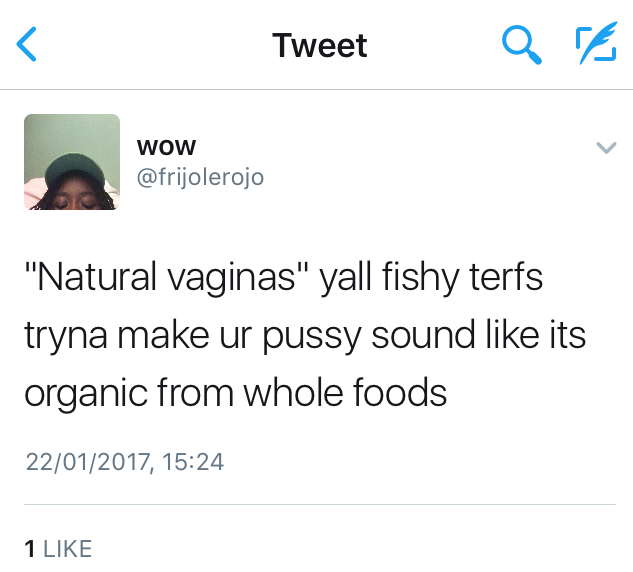 Tweet
wow
@frijolerojo
"Natural vaginas" yall fishy terfs
tryna make ur pussy sound like its
organic from whole foods
22/01/2017, 15:24
1 LIKE